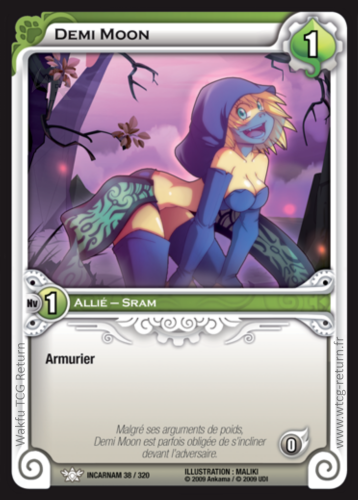 DEMI MOON
1
Nv 1 ALLIÉ – SRAM
Armurier
Malgré ses arguments de poids,
Demi Moon est parfois obligée de s'incliner
devant l'adversaire.
0
INCARNAM 38 / 320
ILLUSTRATION : MALIKI
© 2009 Ankama / © 2009 UDI
Wakfu TCG Return
www.wtcg-return.fr